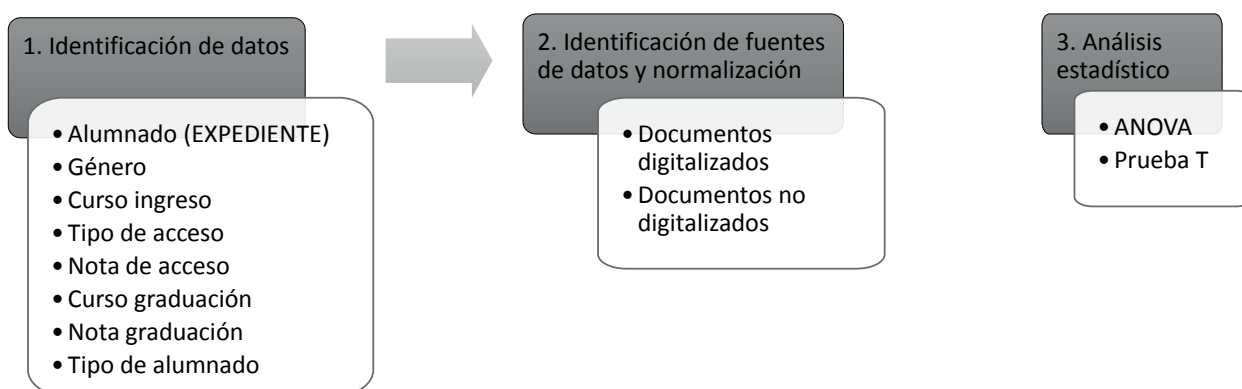 1. Identificación de datos
• Alumnado (EXPEDIENTE)
• Género
• Curso ingreso
• Tipo de acceso
• Nota de acceso
• Curso graduación
• Nota graduación
• Tipo de alumnado
2. Identificación de fuentes
de datos y normalización
• Documentos
digitalizados
• Documentos no
digitalizados
3. Análisis
estadístico
• ANOVA
• Prueba T